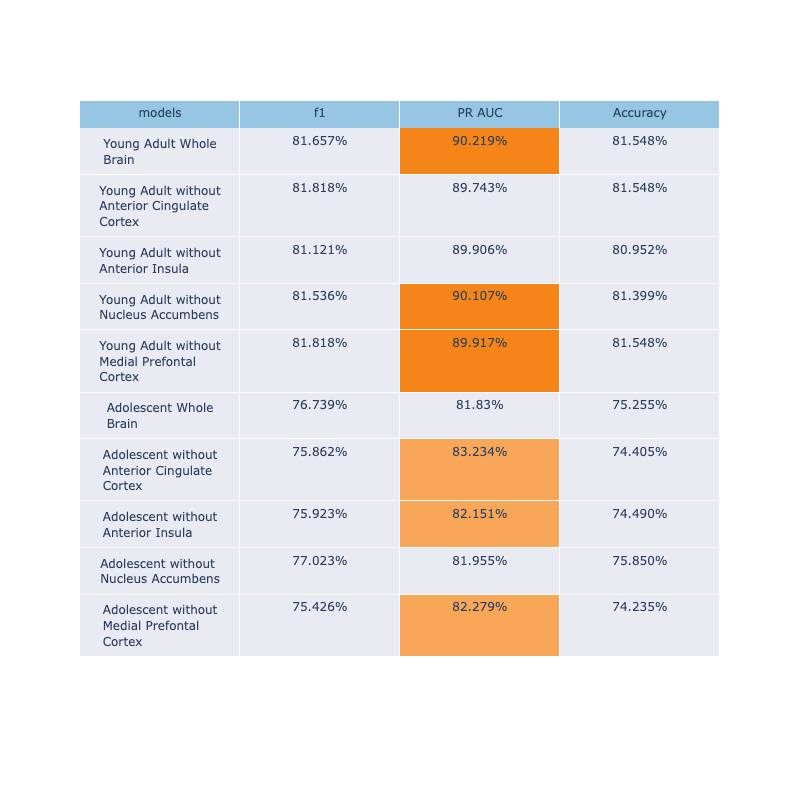 models f1 PR AUC Accuracy
Young Adult Whole 81.657% 90.219% 81.548%
Brain
Young Adult without 81.818% 89.743% 81.548%
Anterior Cingulate
Cortex
Young Adult without 81.121% 89.906% 80.952%
Anterior Insula
Young Adult without 81.536% 90.107% 81.399%
Nucleus Accumbens
Young Adult without 81.818% 89.917% 81.548%
Medial Prefontal
Cortex
Adolescent Whole 76.739% 81.83% 75.255%
Brain
Adolescent without 75.862% 83.234% 74.405%
Anterior Cingulate
Cortex
Adolescent without 75.923% 82.151% 74.490%
Anterior Insula
Adolescent without 77.023% 81.955% 75.850%
Nucleus Accumbens
Adolescent without 75.426% 82.279% 74.235%
Medial Prefontal
Cortex